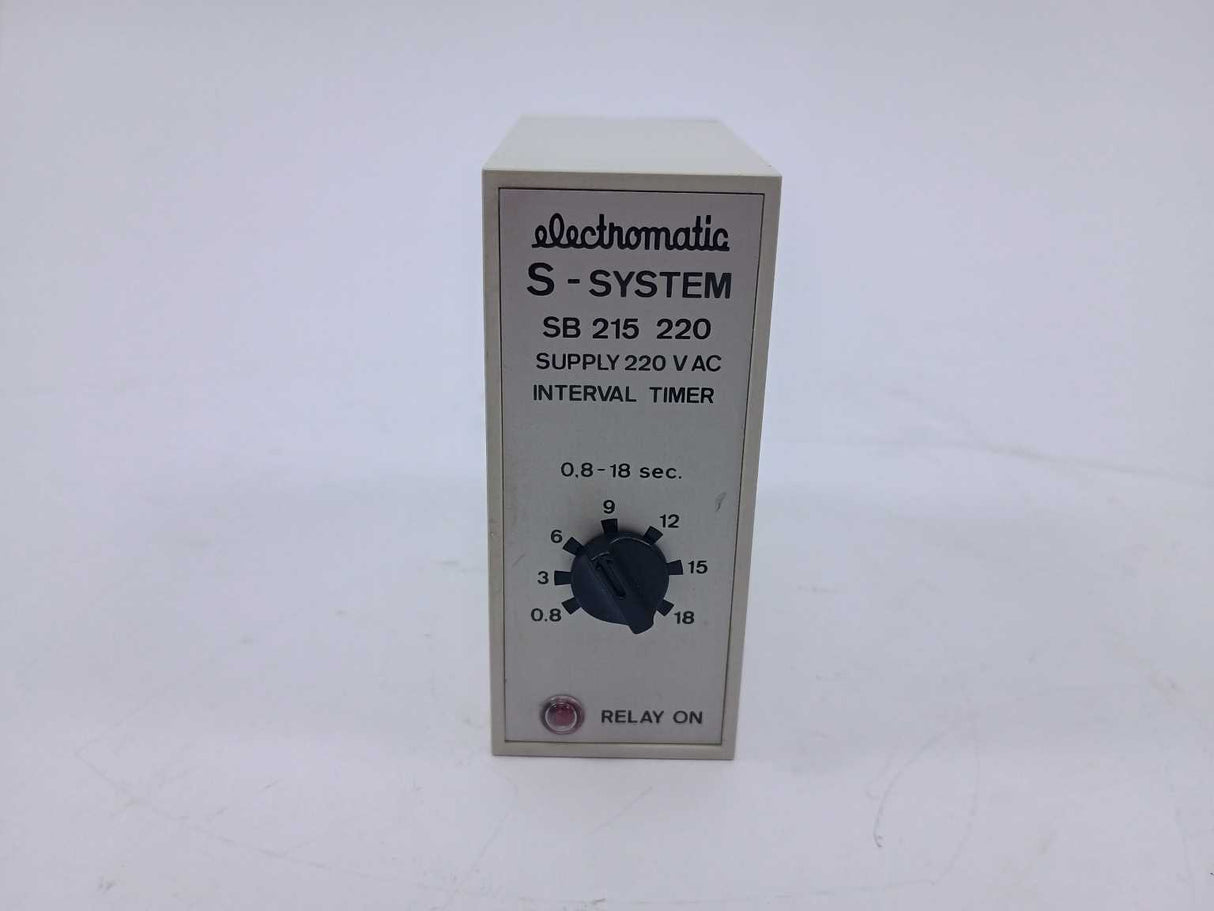 electromatic
S - SYSTEM
SB 215 220
SUPPLY 220 V AC
INTERVAL TIMER
0,8 - 18 sec.
9
6 12
3 15
0.8 18
RELAY ON